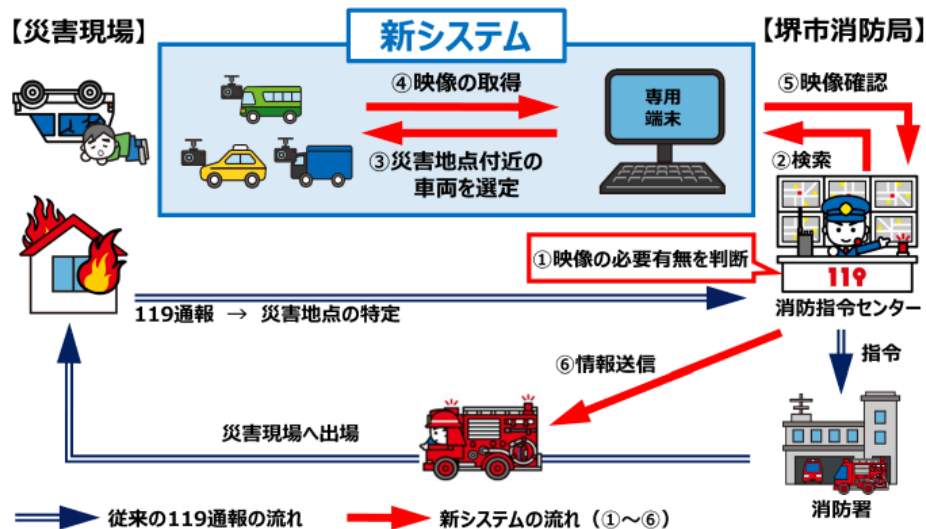 【災害現場】
新システム
【堺市消防局】
④映像の取得
専用
端末
⑤映像確認
③災害地点付近の
車両を選定
②検索
①映像の必要有無を判断
119
消防指令センター
119通報 → 災害地点の特定
指令
⑥情報送信
災害現場へ出場
消防署
従来の119通報の流れ
新システムの流れ（①～⑥）